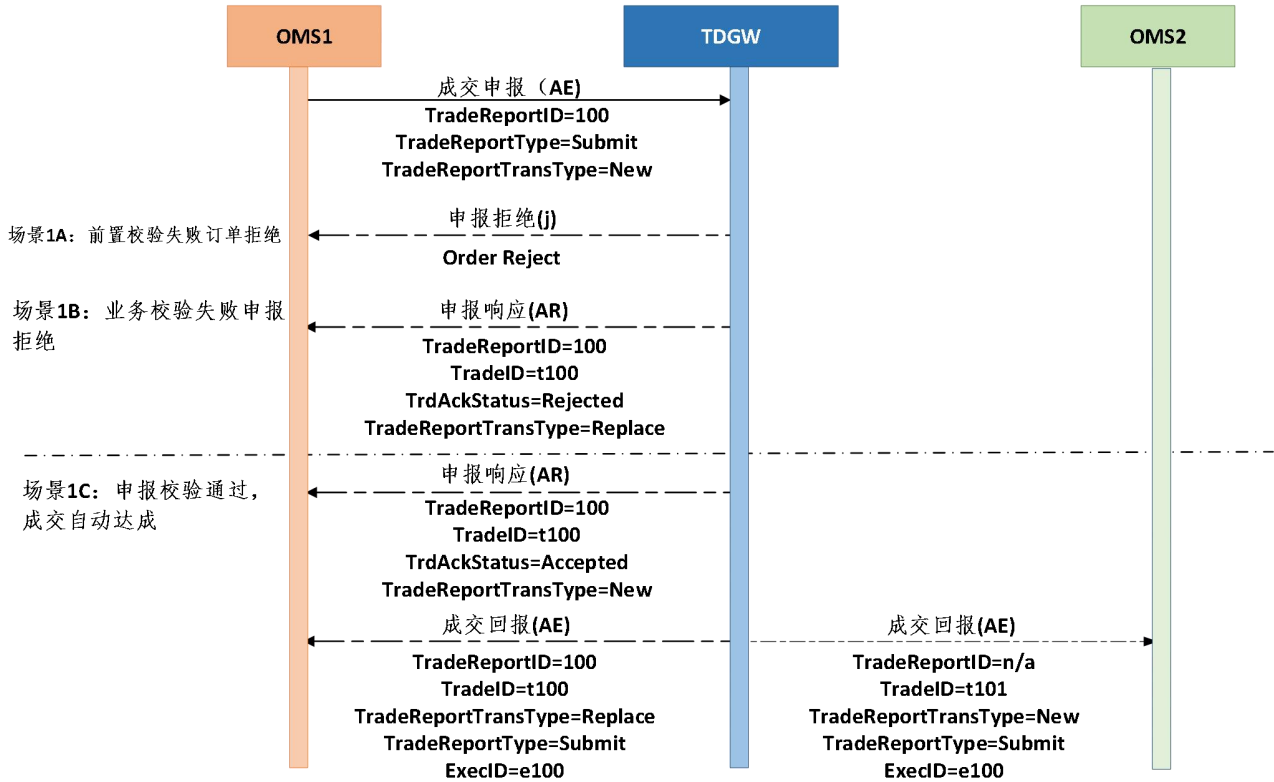 OMS1
TDGW
OMS2
成交申报（AE)
TradeReportID=100
TradeReportType=Submit
TradeReportTransType=New
申报拒绝(j)
场景1A：前置校验失败订单拒绝
Order Reject
场景1B：业务校验失败申报
拒绝
申报响应(AR)
TradeReportID=100
TradeID=t100
TrdAckStatus=Rejected
TradeReportTransType=Replace
场景1C：申报校验通过，
成交自动达成
申报响应(AR)
TradeReportID=100
TradeID=t100
TrdAckStatus=Accepted
TradeReportTransType=New
成交回报(AE)
TradeReportID=100
TradeID=t100
TradeReportTransType=Replace
TradeReportType=Submit
ExecID=e100
成交回报(AE)
TradeReportID=n/a
TradeID=t101
TradeReportTransType=New
TradeReportType=Submit
ExecID=e100